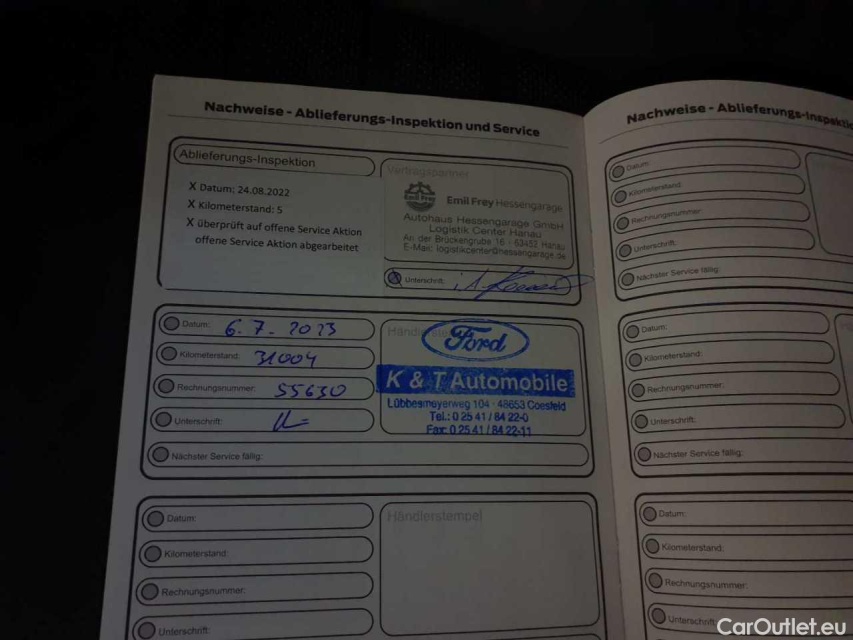 Nachweise - Ablieferungs-Inspektion und Service
Ablieferungs-Inspektion
X Datum: 24.08.2022
X Kilometerstand: 5
X überprüft auf offene Service Aktion
offene Service Aktion abgearbeitet
Vertragspartner
Emil Frey
Emil Frey Hessengarage
Autohaus Hessengarage GmbH
Logistik Center Hanau
An der Brückengrube 16 - 63452 Hanau
E-Mail: logistikcenter@hessengarage.de
Unterschrift:
Datum: 6.7.2023
Kilometerstand: 31004
Rechnungsnummer: 55630
Unterschrift:
Nächster Service fällig:
Ford
K & T Automobile
Lübbesmeyerweg 104 - 48653 Coesfeld
Tel.: 0 25 41 / 84 22-0
Fax: 0 25 41 / 84 22-11
Datum:
Kilometerstand:
Rechnungsnummer:
Unterschrift:
Händlerstempel
Nachweise - Ablieferungs-Inspektio
Datum:
Kilometerstand:
Rechnungsnummer:
Unterschrift:
Nächster Service fällig:
Datum:
Kilometerstand:
Rechnungsnummer:
Unterschrift:
Nächster Service fällig:
Datum:
Kilometerstand:
Rechnungsnummer:
Unterschrift
CarOutlet.eu